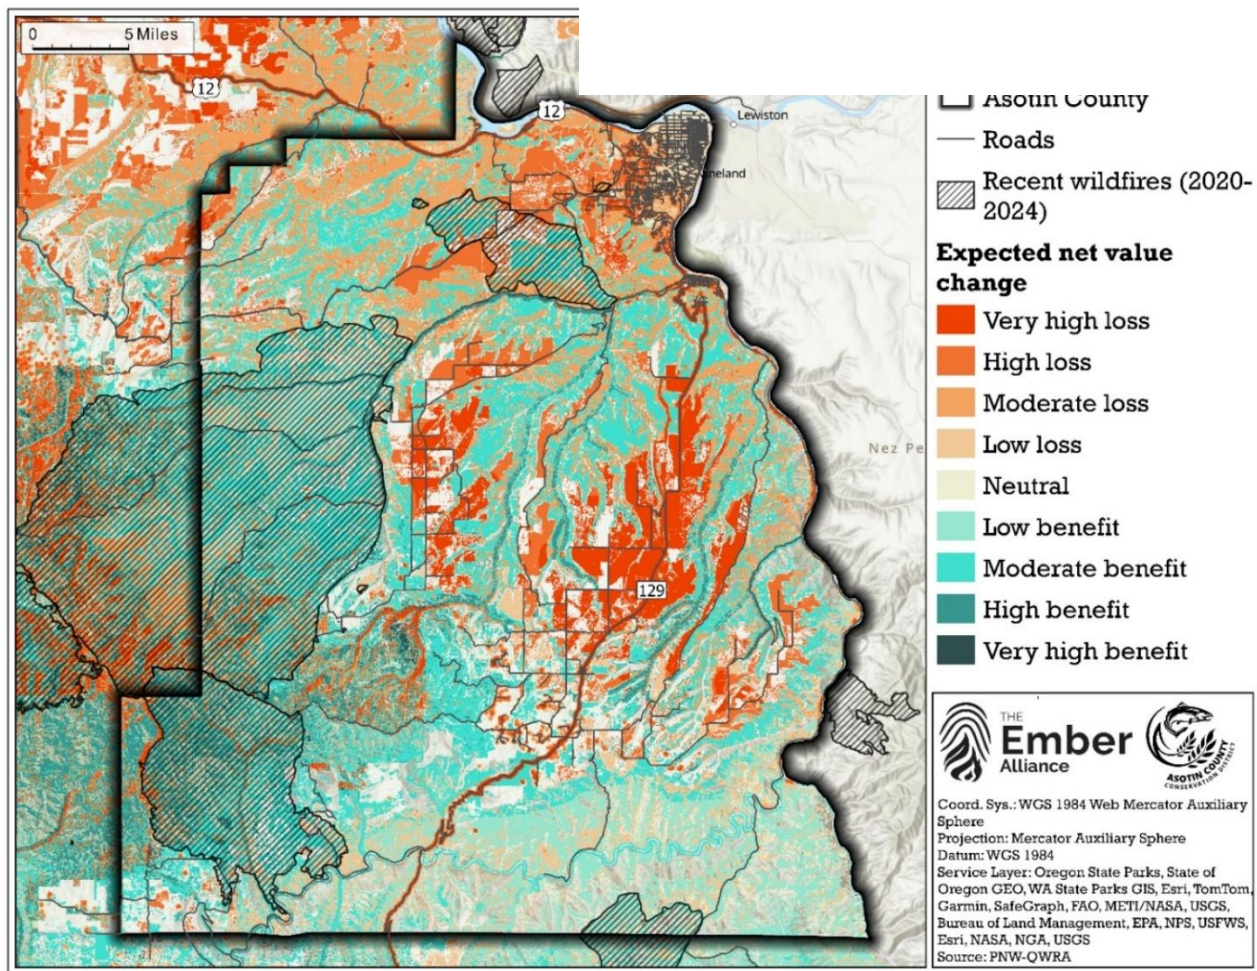 0 5 Miles
12
12
Lewiston
Nez Pe
129
Asotin County
Roads
Recent wildfires (2020-
2024)
Expected net value
change
Very high loss
High loss
Moderate loss
Low loss
Neutral
Low benefit
Moderate benefit
High benefit
Very high benefit
THE
Ember
Alliance
ASOTIN COUNTY
CONSERVATION DISTRICT
Coord. Sys.: WGS 1984 Web Mercator Auxiliary
Sphere
Projection: Mercator Auxiliary Sphere
Datum: WGS 1984
Service Layer: Oregon State Parks, State of
Oregon GEO, WA State Parks GIS, Esri, TomTom,
Garmin, SafeGraph, FAO, METI/NASA, USGS,
Bureau of Land Management, EPA, NPS, USFWS,
Esri, NASA, NGA, USGS
Source: PNW-QWRA